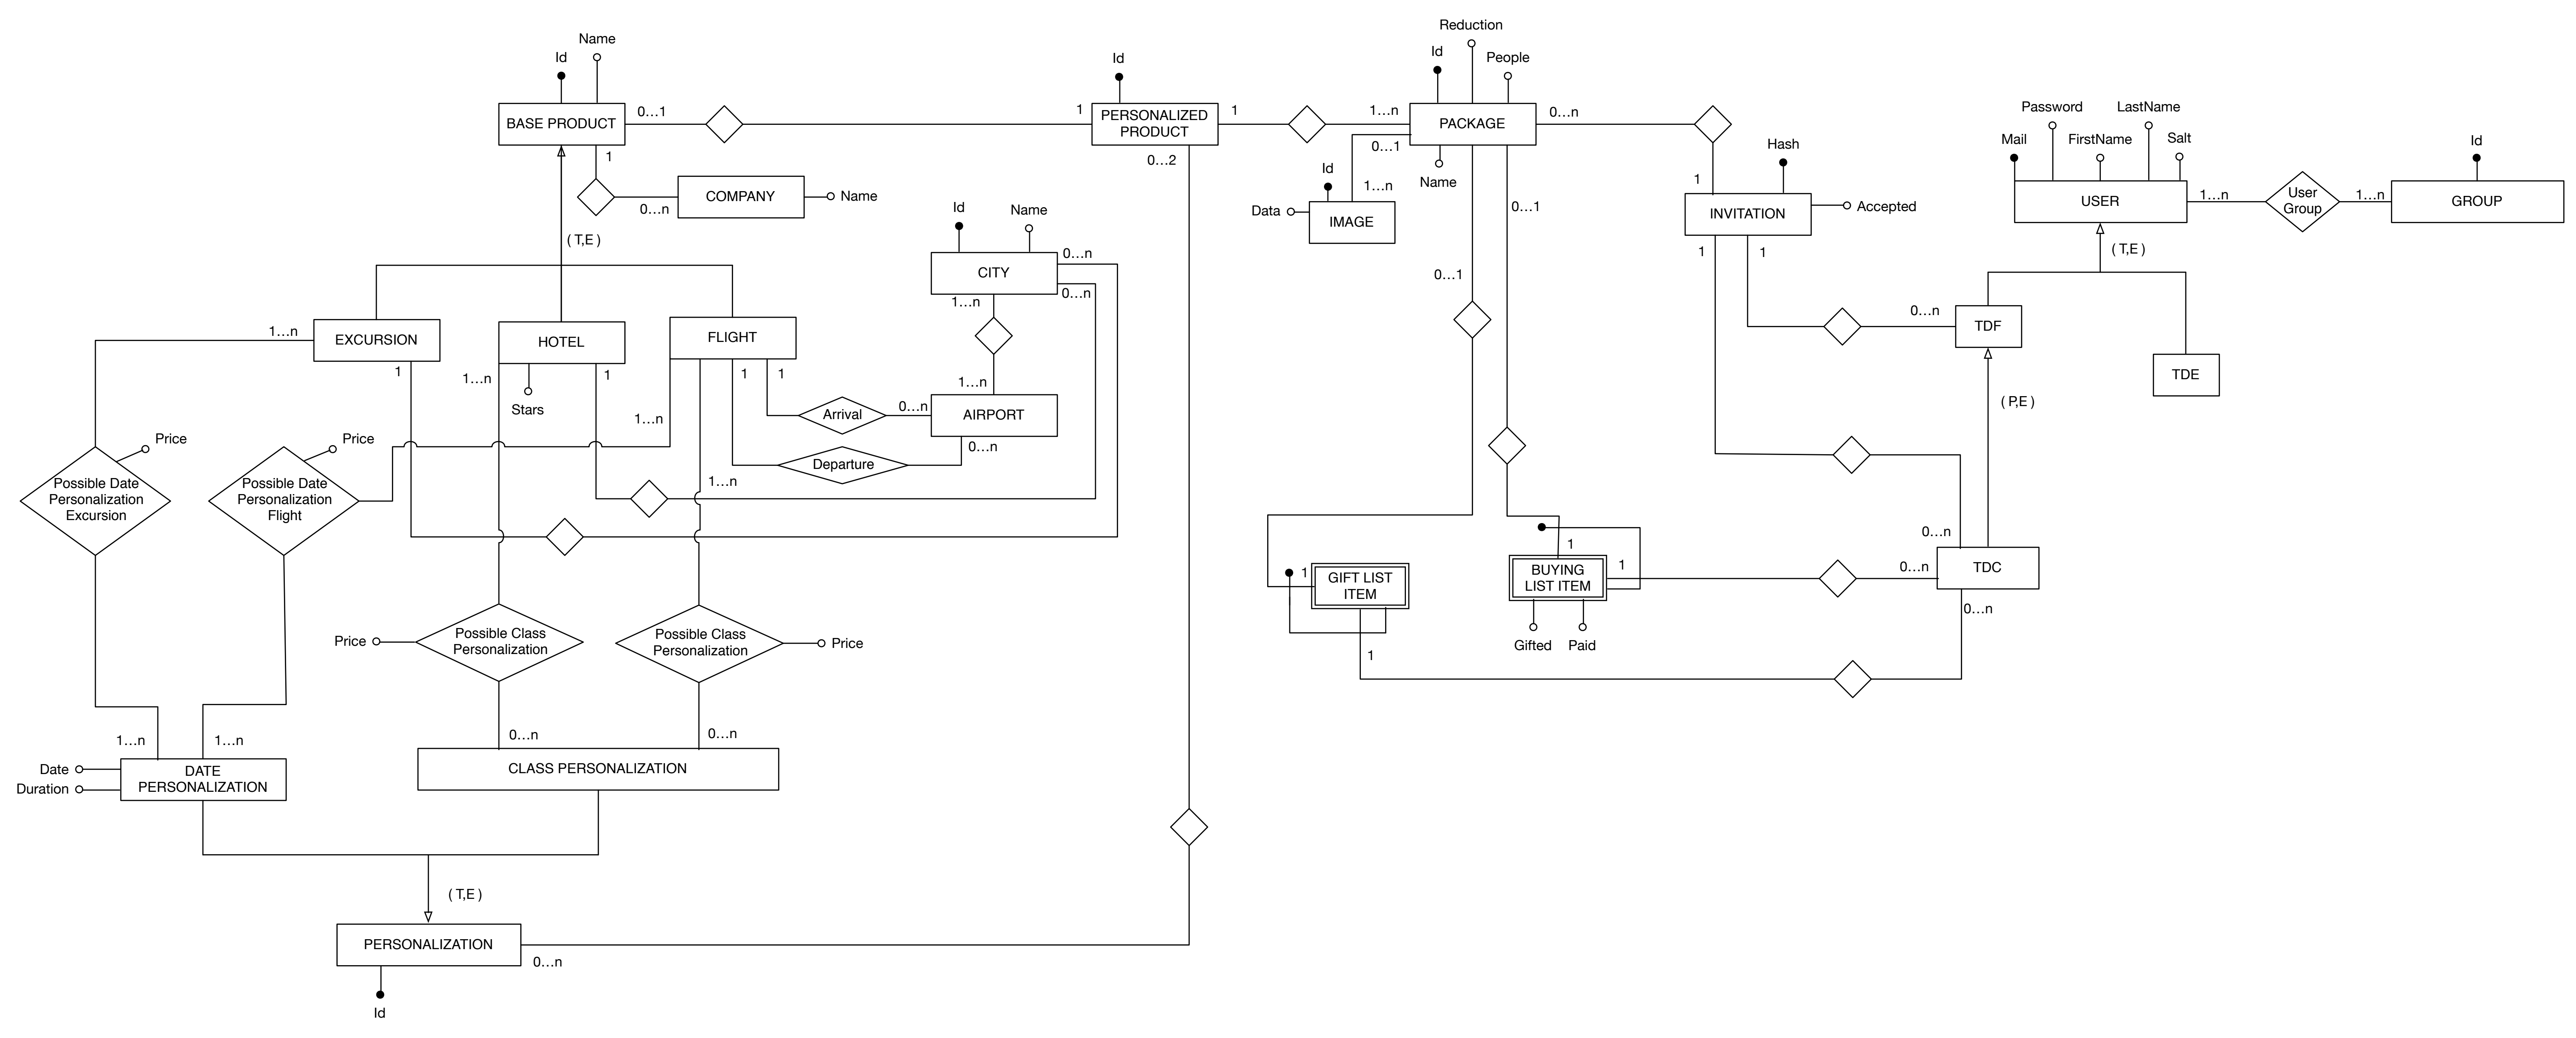 Reduction
Name
Id
People
Id
Id
Password
LastName
Mail
FirstName
Salt
Id
BASE PRODUCT
0...1
1
PERSONALIZED
PRODUCT
1
1...n
PACKAGE
0...n
0...2
0...1
Name
Hash
1
COMPANY
Name
0...n
Id
1...n
Data
IMAGE
0...1
1
INVITATION
Accepted
1
1
USER
1...n
User
Group
1...n
GROUP
( T,E )
( T,E )
Id
Name
CITY
0...n
0...n
1...n
0...1
1...n
EXCURSION
HOTEL
FLIGHT
0...n
TDF
TDE
1
1...n
1
Stars
1
1
1...n
Arrival
0...n
1...n
AIRPORT
0...n
Departure
( P,E )
Price
Price
Possible Date
Personalization
Excursion
Possible Date
Personalization
Flight
1...n
0...n
1
1
1
GIFT LIST
ITEM
BUYING
LIST ITEM
0...n
TDC
0...n
Gifted
Paid
1
Price
Possible Class
Personalization
Possible Class
Personalization
Price
1...n
1...n
0...n
0...n
Date
Duration
DATE
PERSONALIZATION
CLASS PERSONALIZATION
( T,E )
PERSONALIZATION
0...n
Id